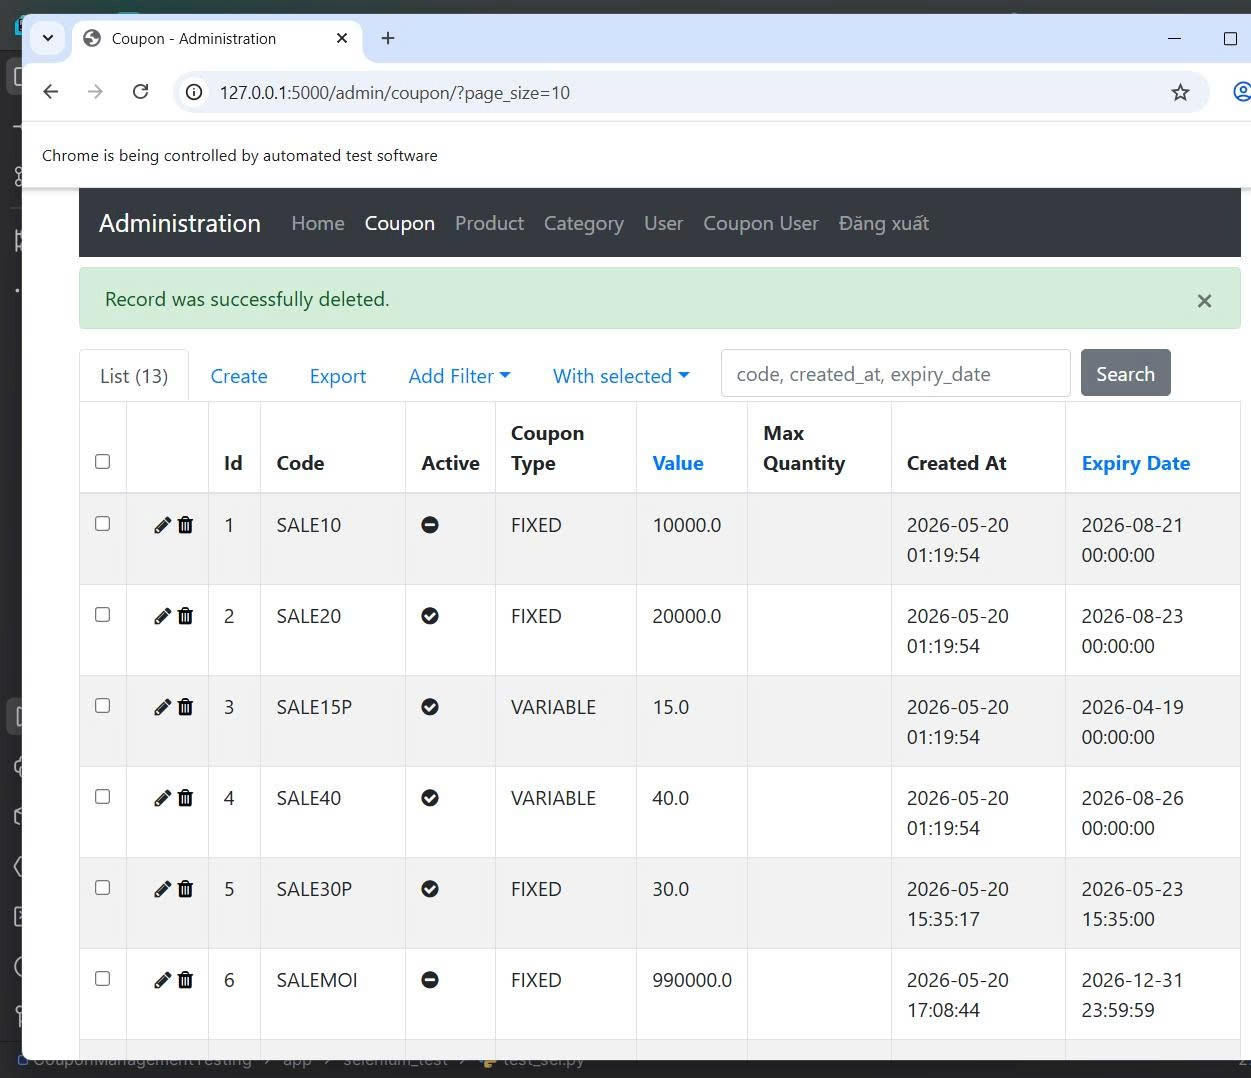 Coupon - Administration
127.0.0.1:5000/admin/coupon/?page_size=10
Chrome is being controlled by automated test software
Administration Home Coupon Product Category User Coupon User Đăng xuất
Record was successfully deleted. ×
List (13) Create Export Add Filter With selected code, created_at, expiry_date Search
Id Code Active Coupon Type Value Max Quantity Created At Expiry Date
1 SALE10 FIXED 10000.0 2026-05-20 01:19:54 2026-08-21 00:00:00
2 SALE20 FIXED 20000.0 2026-05-20 01:19:54 2026-08-23 00:00:00
3 SALE15P VARIABLE 15.0 2026-05-20 01:19:54 2026-04-19 00:00:00
4 SALE40 VARIABLE 40.0 2026-05-20 01:19:54 2026-08-26 00:00:00
5 SALE30P FIXED 30.0 2026-05-20 15:35:17 2026-05-23 15:35:00
6 SALEMOI FIXED 990000.0 2026-05-20 17:08:44 2026-12-31 23:59:59
CouponManagementTesting app selenium_test test_sel.py